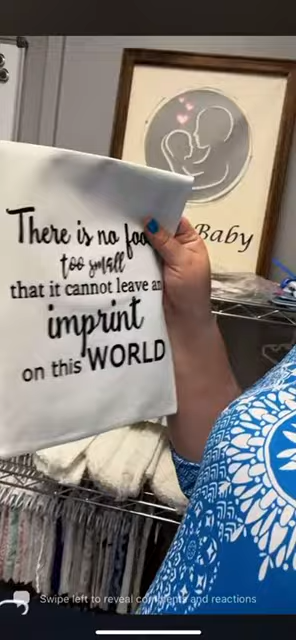 There is no foo
too small
that it cannot leave an
imprint
on this WORLD
Baby
Swipe left to reveal comments and reactions